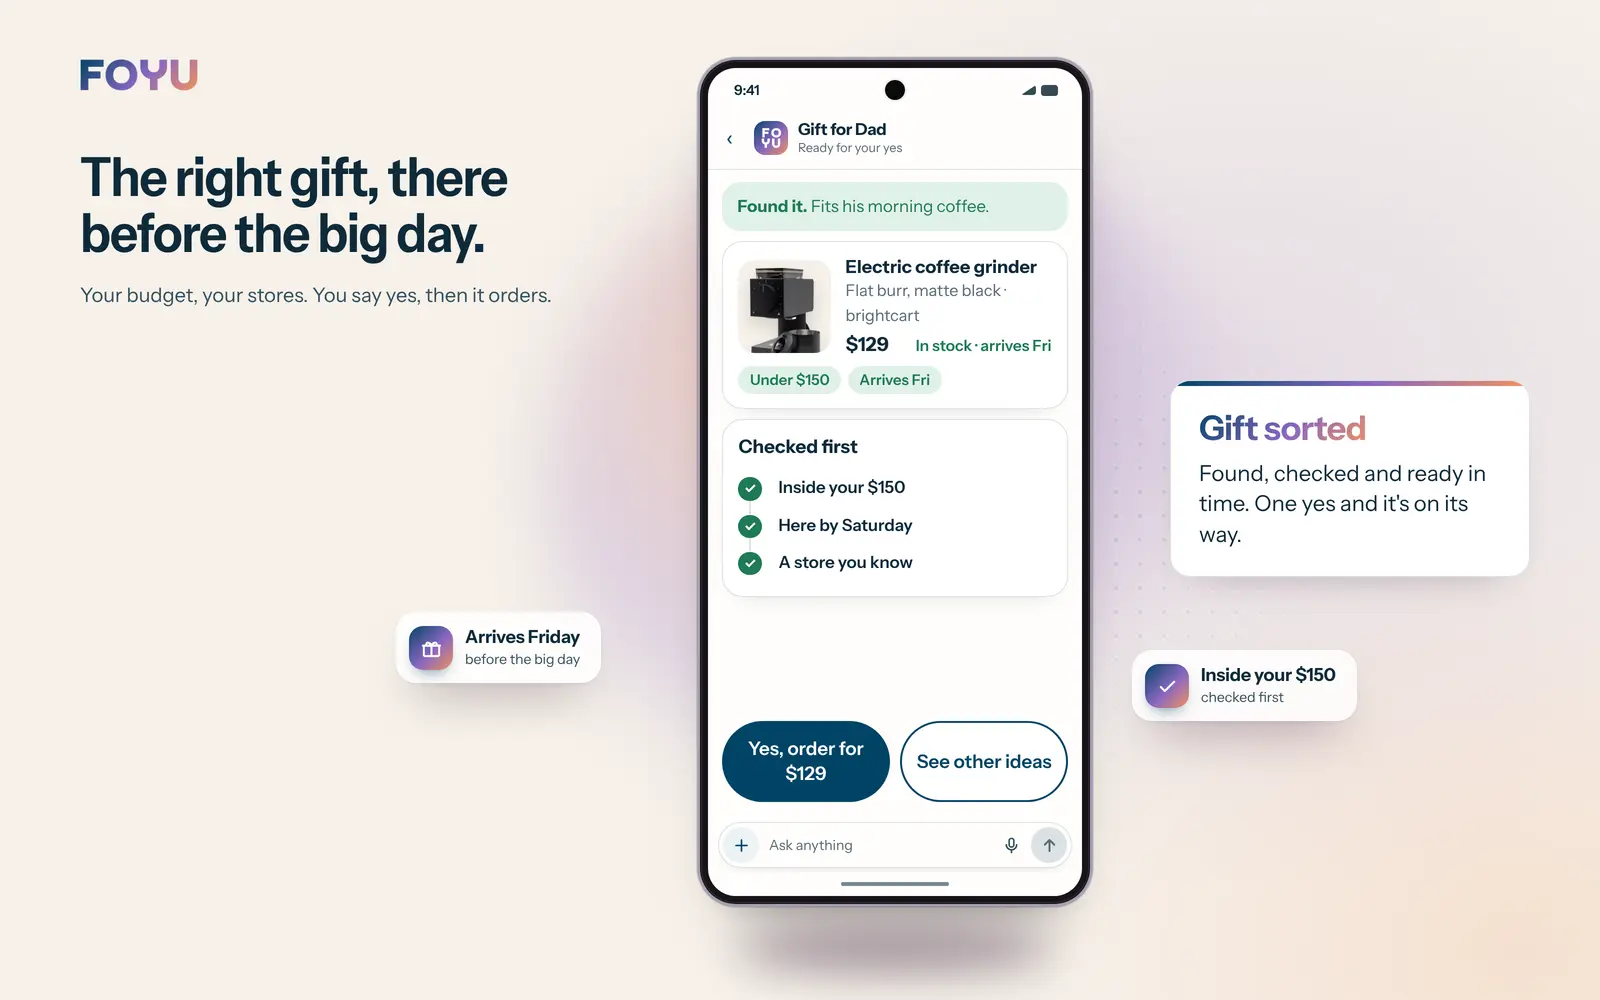 FOYU
The right gift, there
before the big day.
Your budget, your stores. You say yes, then it orders.
9:41
FO
YU
Gift for Dad
Ready for your yes
Found it. Fits his morning coffee.
Electric coffee grinder
Flat burr, matte black ·
brightcart
$129 In stock · arrives Fri
Under $150 Arrives Fri
Checked first
Inside your $150
Here by Saturday
A store you know
Yes, order for
$129
See other ideas
Ask anything
Arrives Friday
before the big day
Gift sorted
Found, checked and ready in
time. One yes and it's on its
way.
Inside your $150
checked first